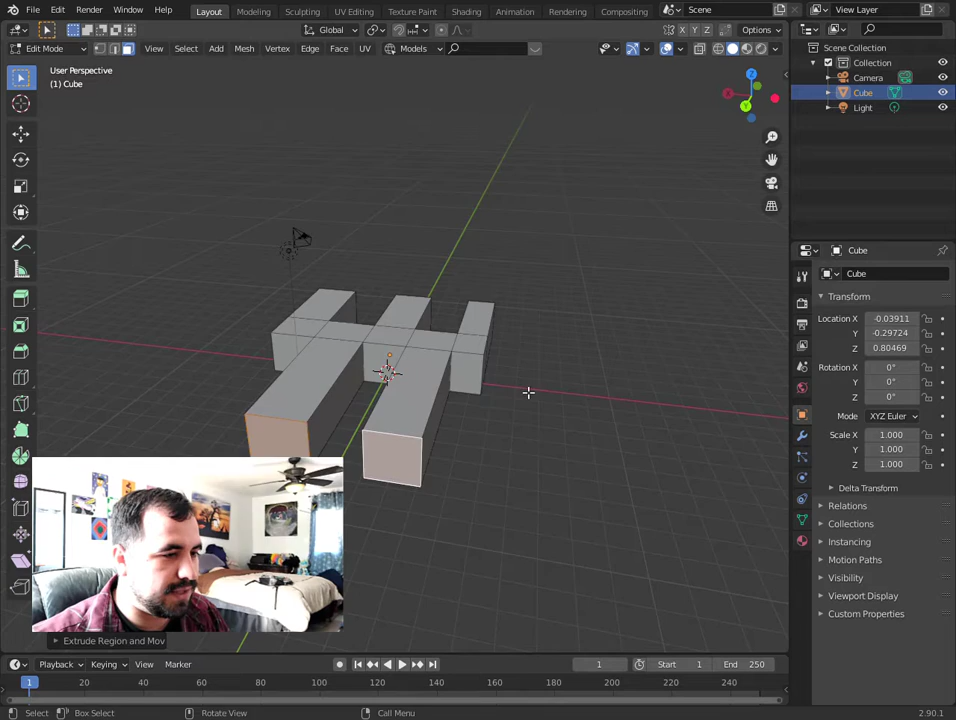 File Edit Render Window Help Layout Modeling Sculpting UV Editing Texture Paint Shading Animation Rendering Compositing Scene View Layer
Global Models Options
Edit Mode View Select Add Mesh Vertex Edge Face UV
X Y Z
User Perspective
(1) Cube
Z
X
Y
Scene Collection
Collection
Camera
Cube
Light
Cube
Cube
Transform
Location X -0.03911
Y -0.29724
Z 0.80469
Rotation X 0°
Y 0°
Z 0°
Mode XYZ Euler
Scale X 1.000
Y 1.000
Z 1.000
Delta Transform
Relations
Collections
Instancing
Motion Paths
Visibility
Viewport Display
Custom Properties
Extrude Region and Mov
Playback Keying View Marker 1 Start 1 End 250
1 20 40 60 80 100 120 140 160 180 200 220 240
Select Box Select Rotate View Call Menu 2.90.1